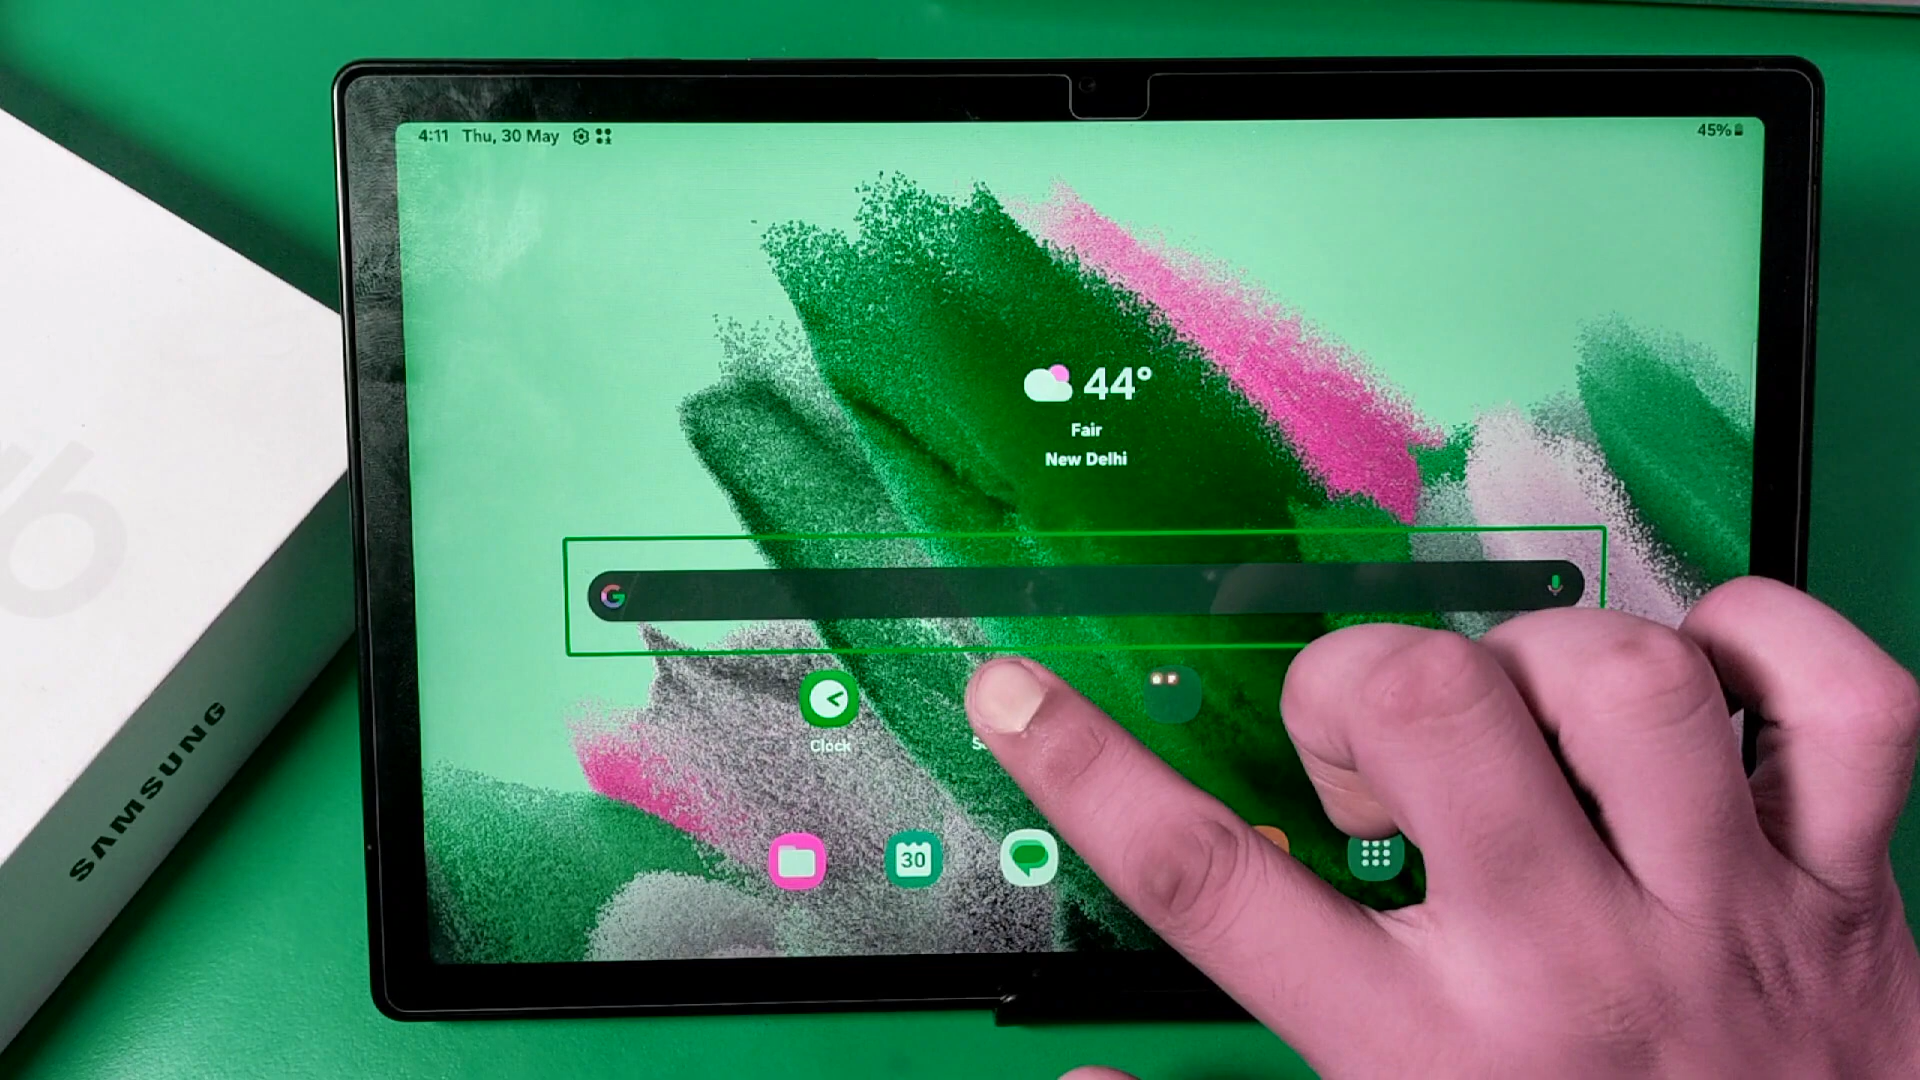 4:11 Thu, 30 May
45%
44°
Fair
New Delhi
G
Clock
30
SAMSUNG